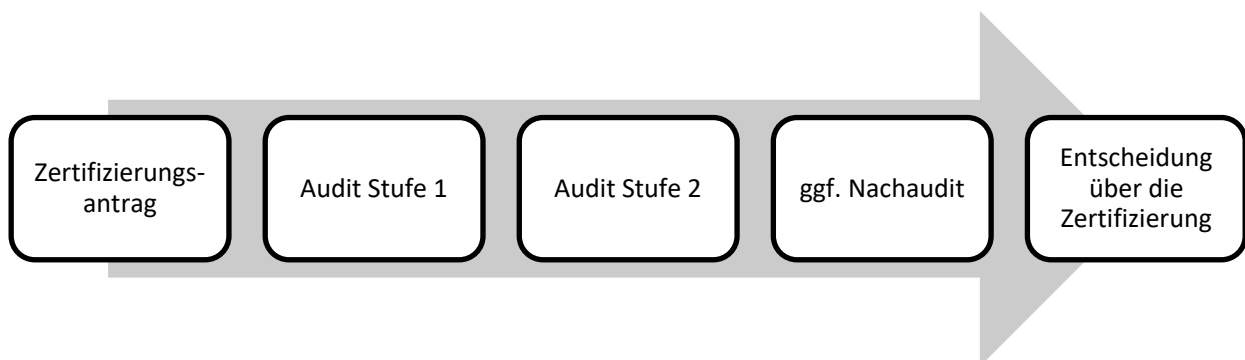 Zertifizierungs-
antrag
Audit Stufe 1
Audit Stufe 2
ggf. Nachaudit
Entscheidung
über die
Zertifizierung